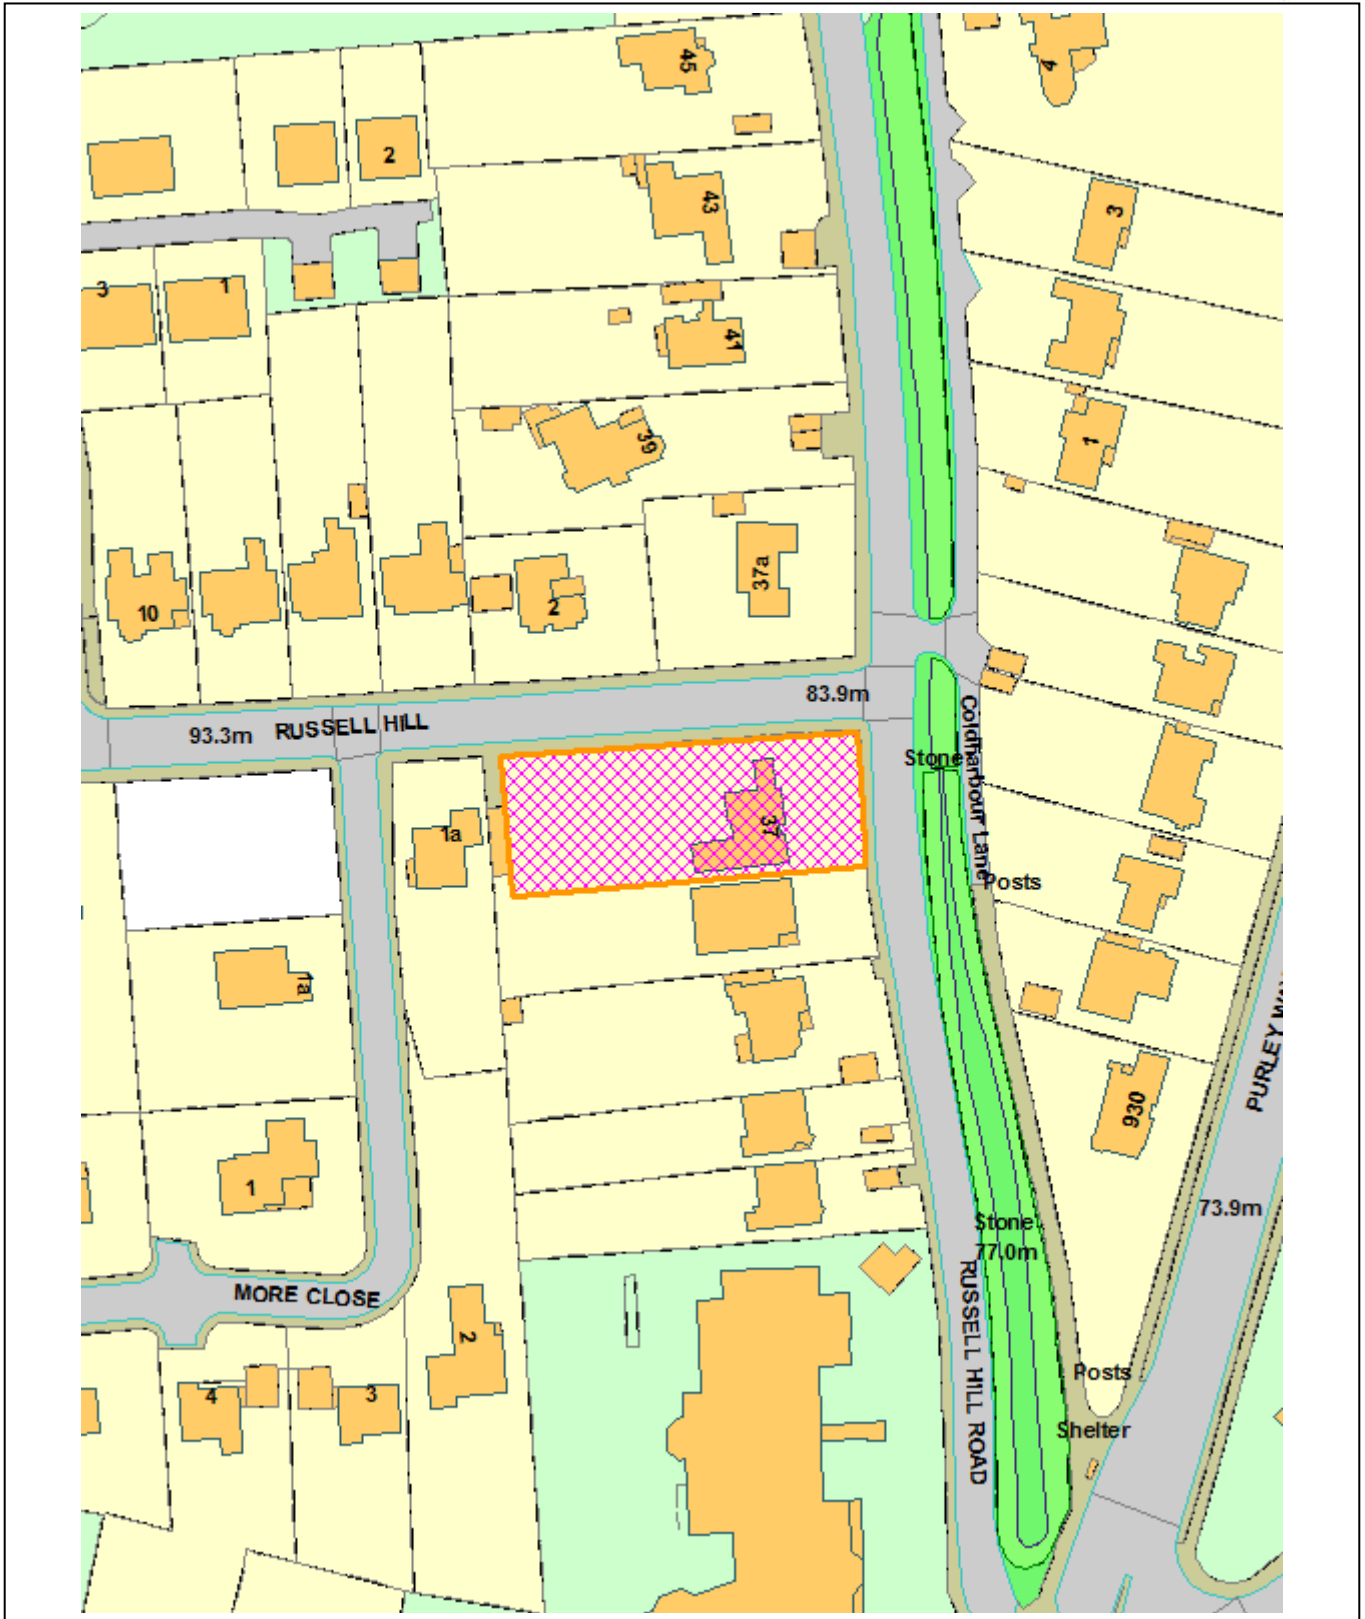 45
4
2
43
3
3
1
41
39
1
37a
10
2
83.9m
93.3m
RUSSELL HILL
Coldharbour Lane
Stone
37
1a
Posts
1a
PURLEY WA
930
1
73.9m
Stone
77.0m
MORE CLOSE
RUSSELL HILL ROAD
2
Posts
4
3
Shelter